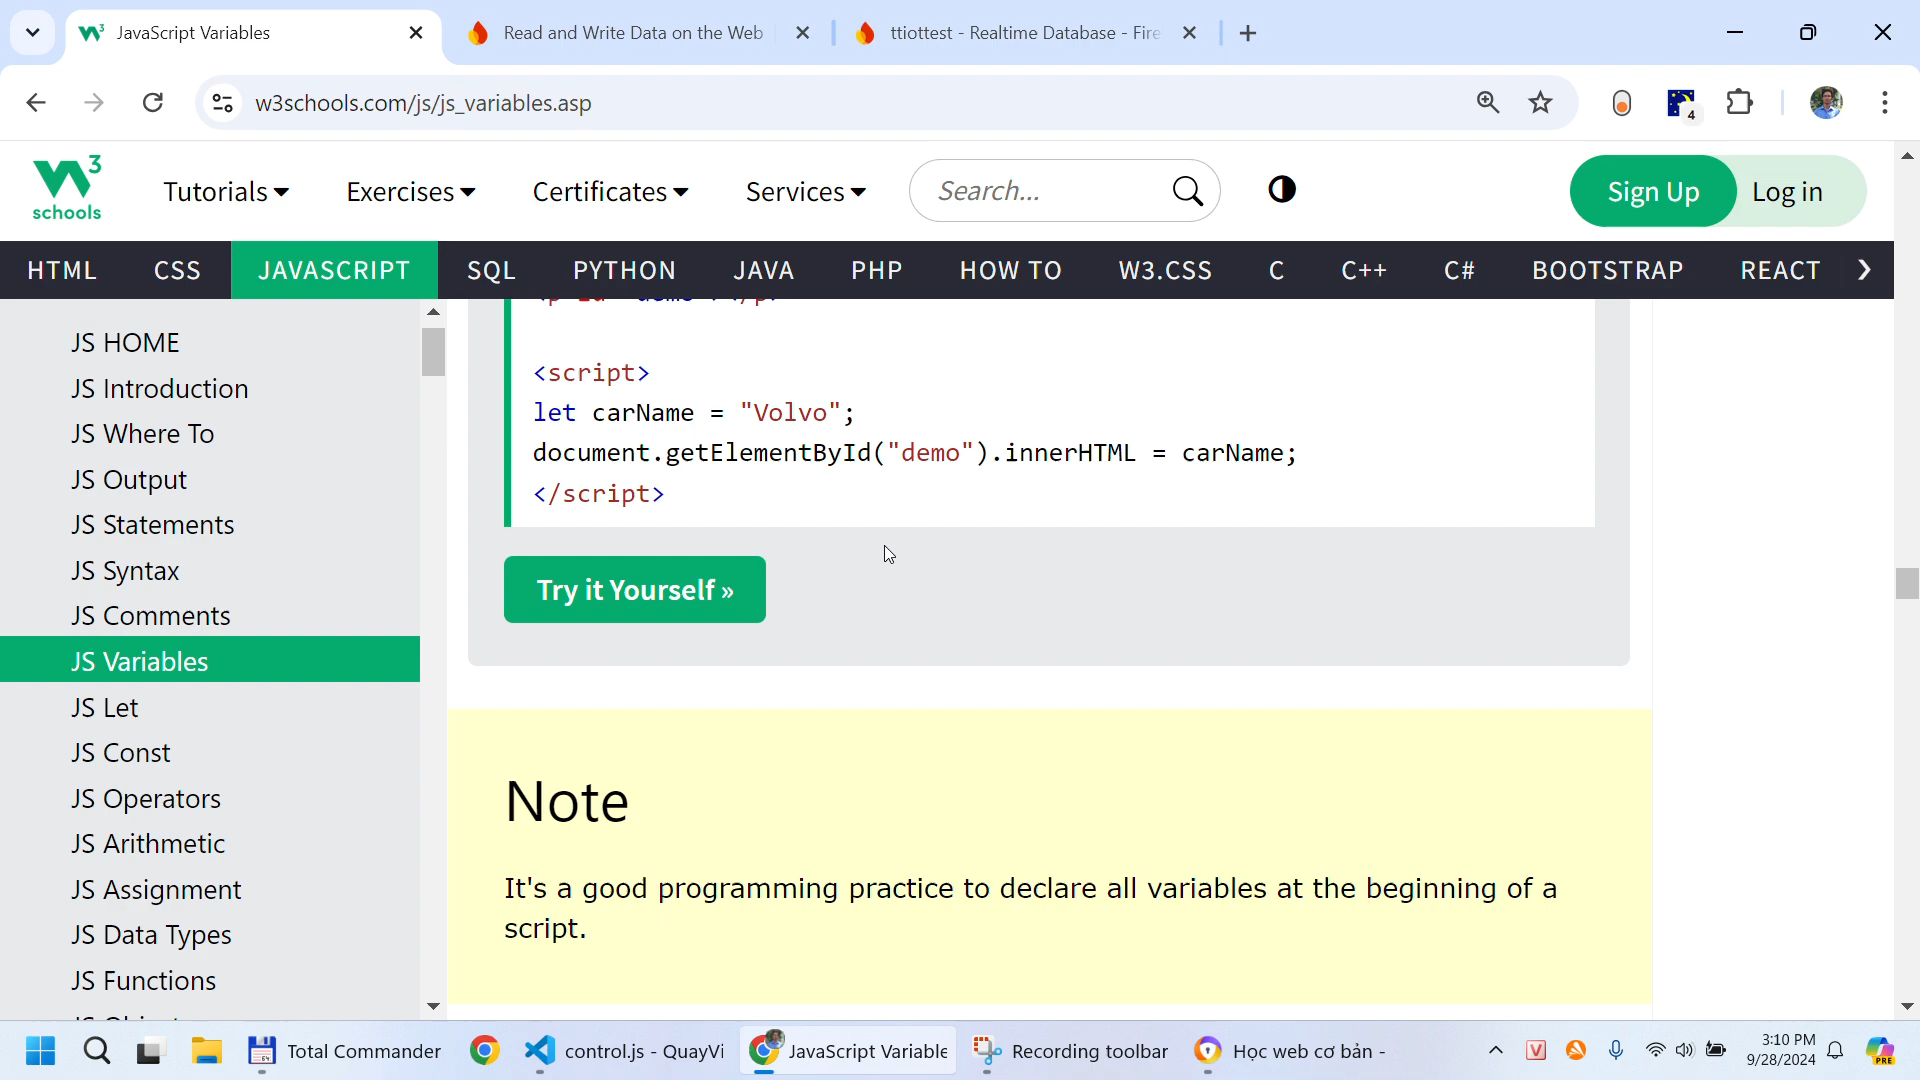 JavaScript Variables
Read and Write Data on the Web
ttiottest - Realtime Database - Fire
w3schools.com/js/js_variables.asp
4
3
schools
Tutorials
Exercises
Certificates
Services
Search...
Sign Up
Log in
HTML
CSS
JAVASCRIPT
SQL
PYTHON
JAVA
PHP
HOW TO
W3.CSS
C
C++
C#
BOOTSTRAP
REACT
JS HOME
JS Introduction
JS Where To
JS Output
JS Statements
JS Syntax
JS Comments
JS Variables
JS Let
JS Const
JS Operators
JS Arithmetic
JS Assignment
JS Data Types
JS Functions
<script>
let carName = "Volvo";
document.getElementById("demo").innerHTML = carName;
</script>
Try it Yourself »
Note
It's a good programming practice to declare all variables at the beginning of a
script.
Total Commander
control.js - QuayVi
JavaScript Variable
Recording toolbar
Học web cơ bản -
3:10 PM
9/28/2024
PRE